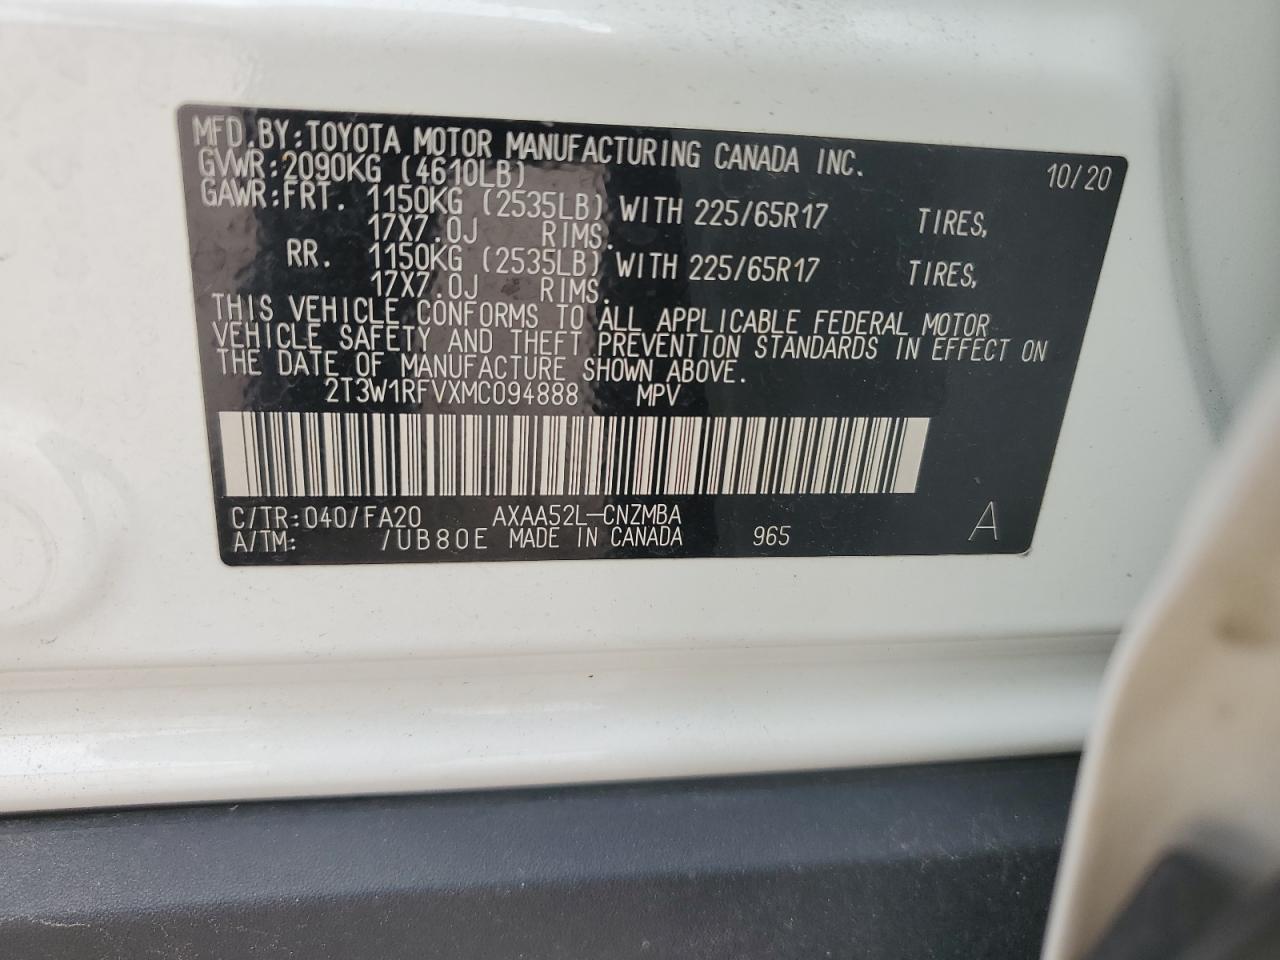 MFD.BY:TOYOTA MOTOR MANUFACTURING CANADA INC. 10/20
GVWR:2090KG (4610LB)
GAWR:FRT. 1150KG (2535LB) WITH 225/65R17 TIRES,
17X7.0J RIMS.
RR. 1150KG (2535LB) WITH 225/65R17 TIRES,
17X7.0J RIMS.
THIS VEHICLE CONFORMS TO ALL APPLICABLE FEDERAL MOTOR
VEHICLE SAFETY AND THEFT PREVENTION STANDARDS IN EFFECT ON
THE DATE OF MANUFACTURE SHOWN ABOVE.
2T3W1RFVXMC094888 MPV
C/TR:040/FA20 AXAA52L-CNZMBA
A/TM: /UB80E MADE IN CANADA 965 A